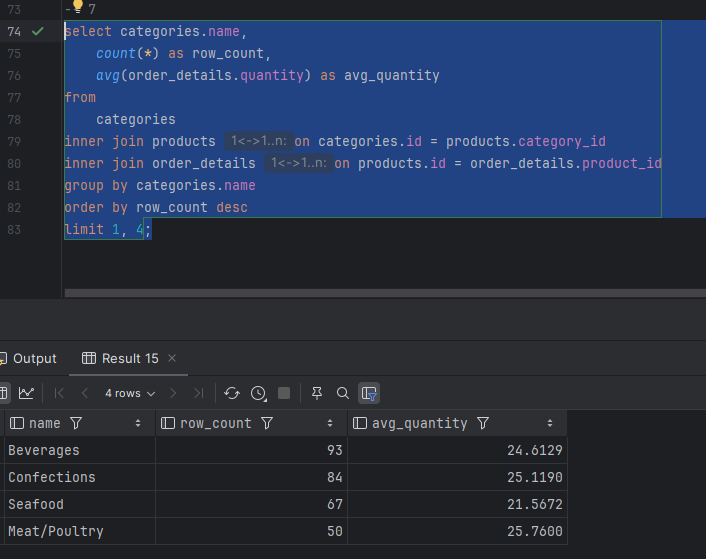 73 -- 7
74 select categories.name,
75 count(*) as row_count,
76 avg(order_details.quantity) as avg_quantity
77 from
78 categories
79 inner join products 1<->1..n: on categories.id = products.category_id
80 inner join order_details 1<->1..n: on products.id = order_details.product_id
81 group by categories.name
82 order by row_count desc
83 limit 1, 4;
Output Result 15
4 rows
name row_count avg_quantity
Beverages 93 24.6129
Confections 84 25.1190
Seafood 67 21.5672
Meat/Poultry 50 25.7600